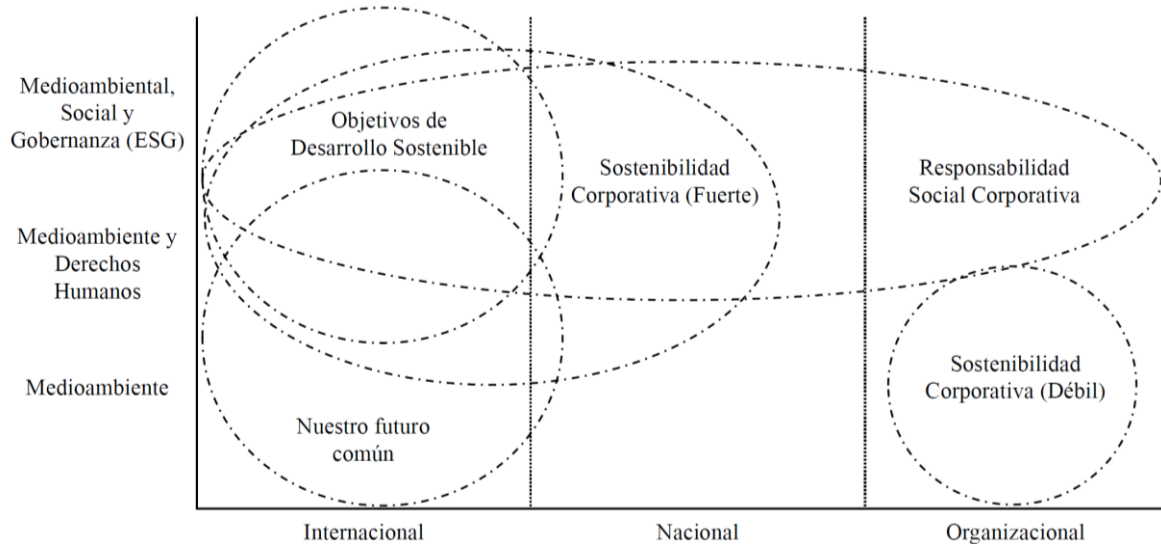 Medioambiental,
Social y
Gobernanza (ESG)
Medioambiente y
Derechos
Humanos
Medioambiente
Objetivos de
Desarrollo Sostenible
Sostenibilidad
Corporativa (Fuerte)
Responsabilidad
Social Corporativa
Nuestro futuro
común
Sostenibilidad
Corporativa (Débil)
Internacional
Nacional
Organizacional